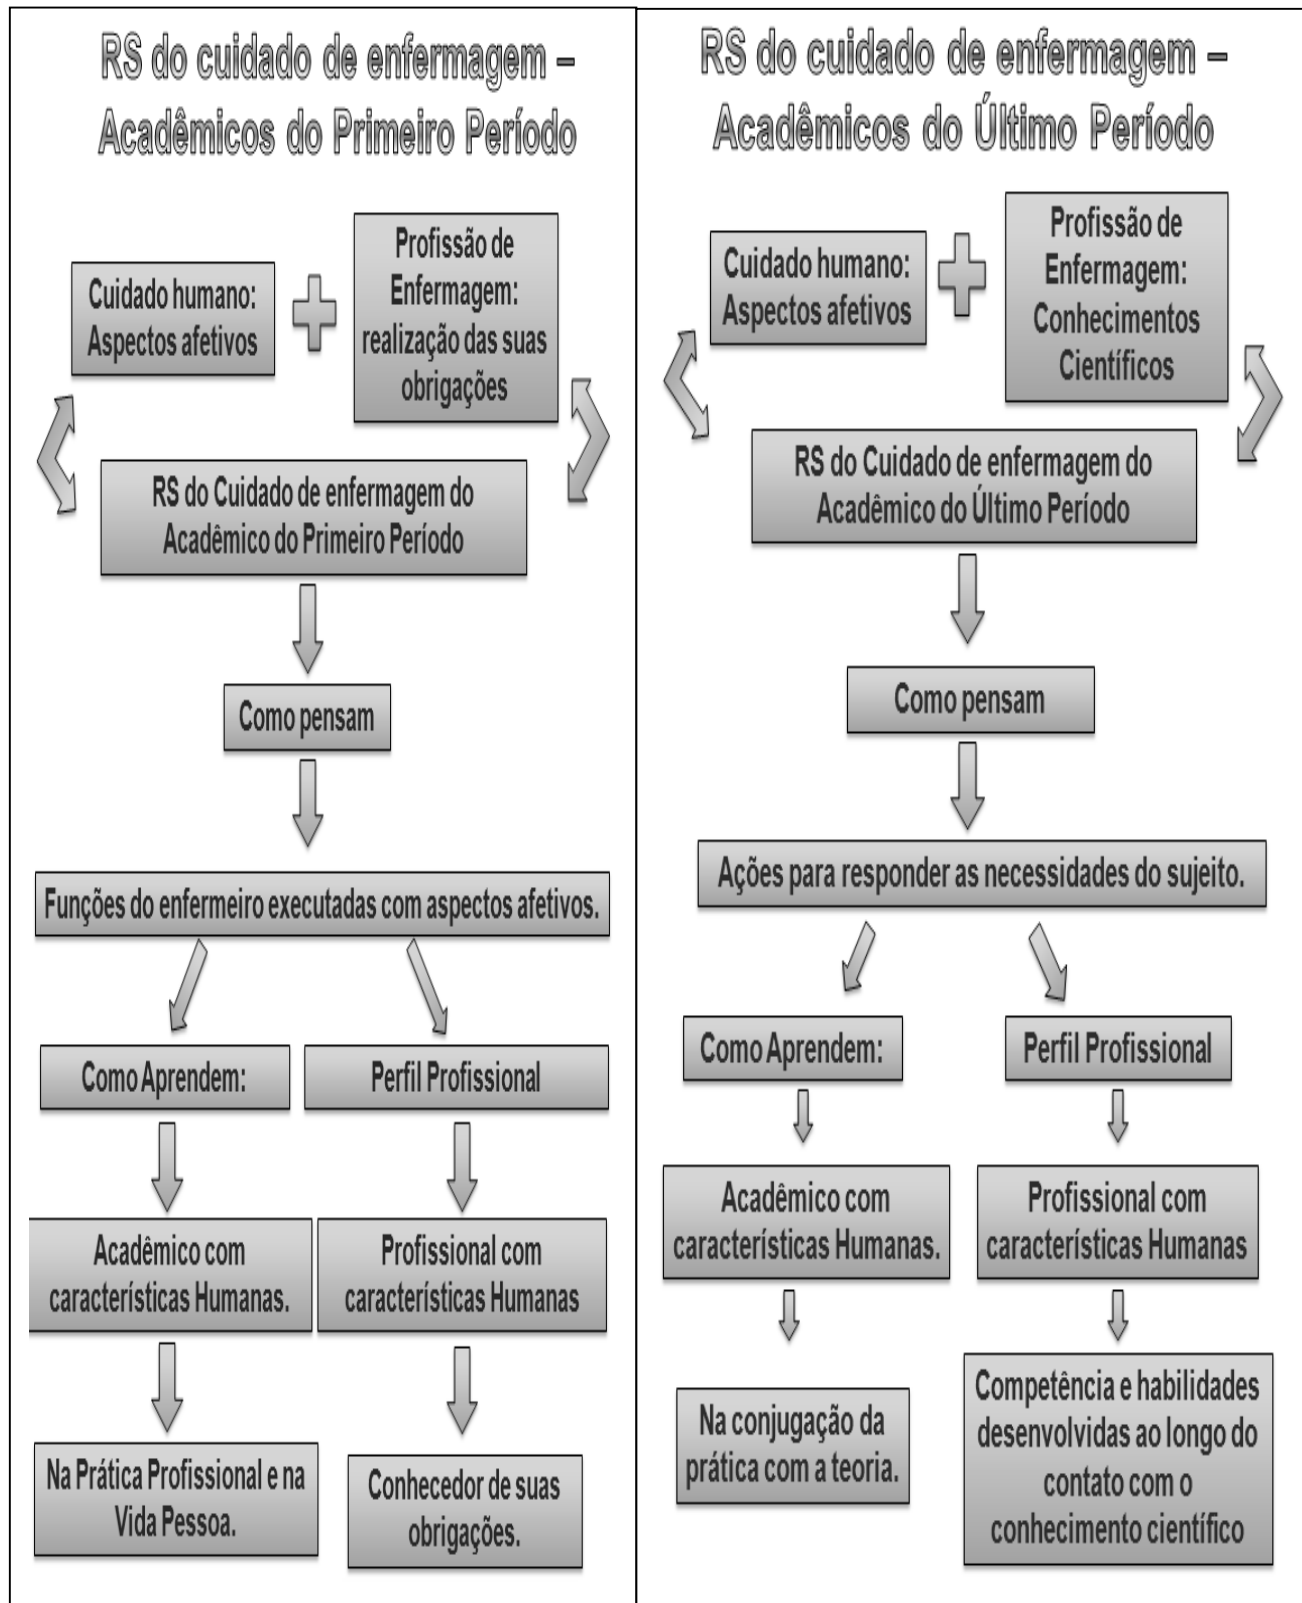 RS do cuidado de enfermagem –
Acadêmicos do Primeiro Período
Cuidado humano:
Aspectos afetivos
Profissão de
Enfermagem:
realização das suas
obrigações
RS do Cuidado de enfermagem do
Acadêmico do Primeiro Período
Como pensam
Funções do enfermeiro executadas com aspectos afetivos.
Como Aprendem:
Perfil Profissional
Acadêmico com
características Humanas.
Profissional com
características Humanas
Na Prática Profissional e na
Vida Pessoa.
Conhecedor de suas
obrigações.
RS do cuidado de enfermagem –
Acadêmicos do Último Período
Cuidado humano:
Aspectos afetivos
Profissão de
Enfermagem:
Conhecimentos
Científicos
RS do Cuidado de enfermagem do
Acadêmico do Último Período
Como pensam
Ações para responder as necessidades do sujeito.
Como Aprendem:
Perfil Profissional
Acadêmico com
características Humanas.
Profissional com
características Humanas
Na conjugação da
prática com a teoria.
Competência e habilidades
desenvolvidas ao longo do
contato com o
conhecimento científico